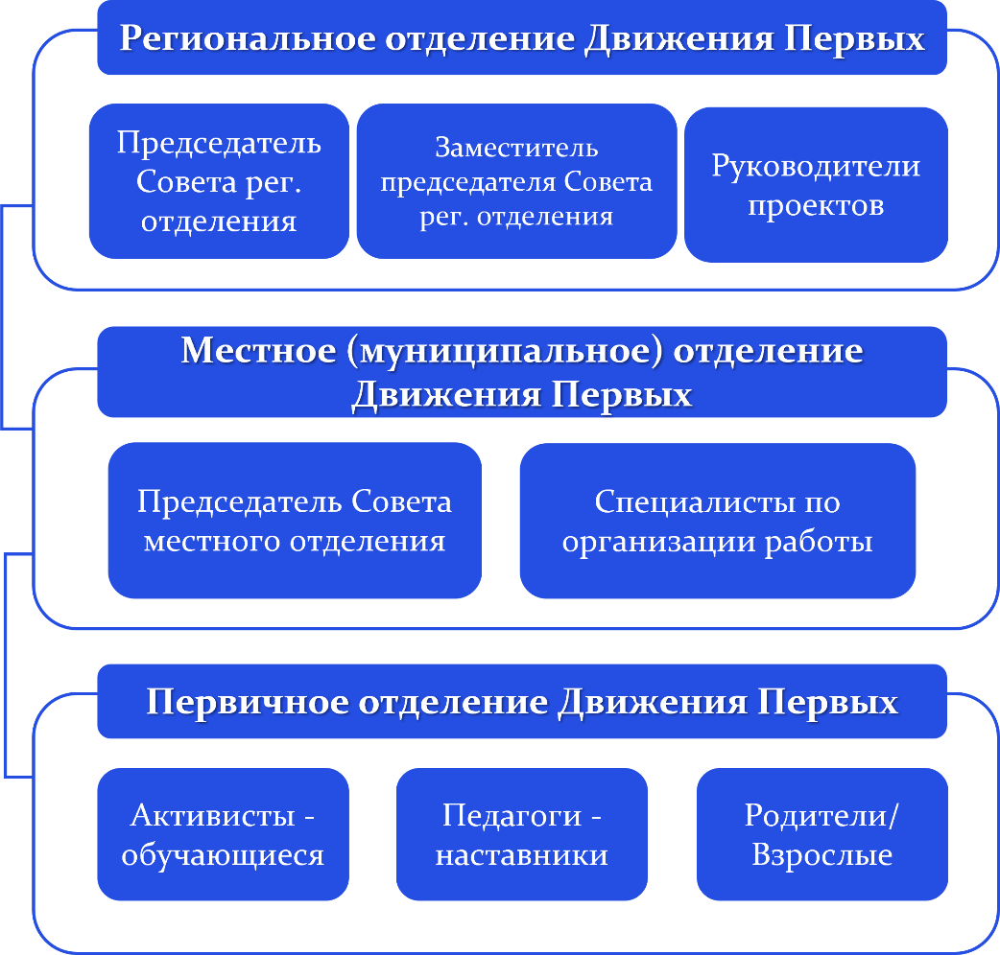 Региональное отделение Движения Первых
Председатель
Совета рег.
отделения
Заместитель
председателя Совета
рег. отделения
Руководители
проектов
Местное (муниципальное) отделение
Движения Первых
Председатель Совета
местного отделения
Специалисты по
организации работы
Первичное отделение Движения Первых
Активисты -
обучающиеся
Педагоги -
наставники
Родители/
Взрослые